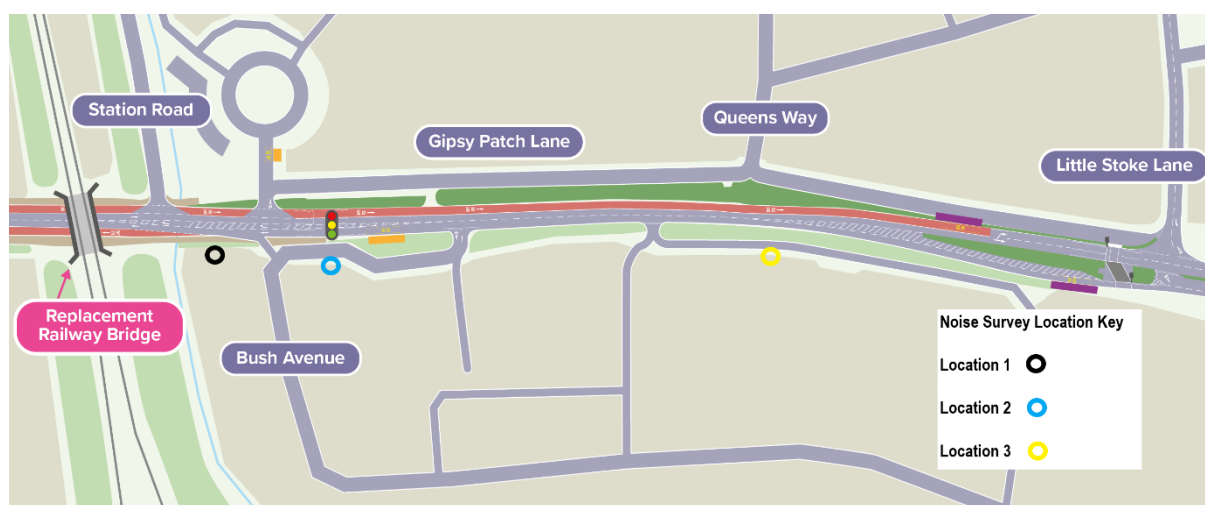 Station Road
Gipsy Patch Lane
Queens Way
Little Stoke Lane
Replacement
Railway Bridge
Bush Avenue
Noise Survey Location Key
Location 1
Location 2
Location 3